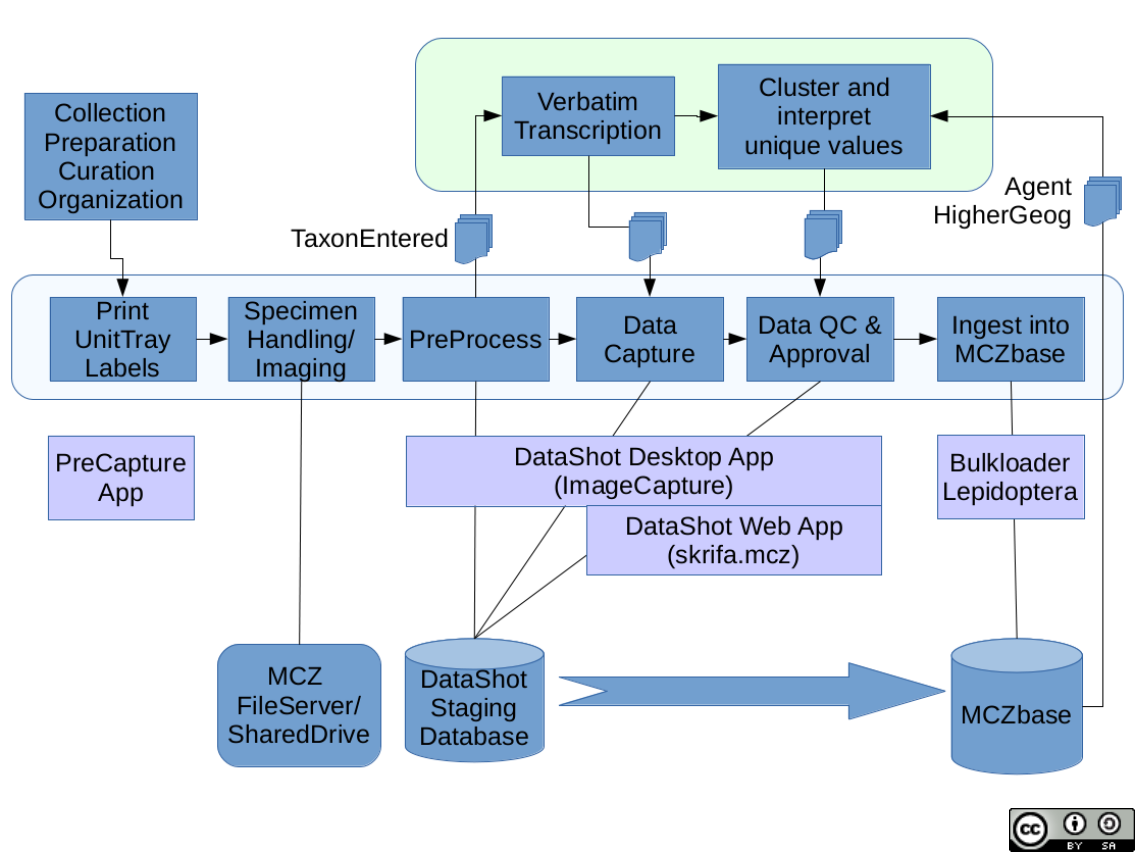 Collection
Preparation
Curation
Organization
Verbatim
Transcription
Cluster and
interpret
unique values
TaxonEntered
Agent
HigherGeog
Print
UnitTray
Labels
Specimen
Handling/
Imaging
PreProcess
Data
Capture
Data QC &
Approval
Ingest into
MCZbase
PreCapture
App
DataShot Desktop App
(ImageCapture)
DataShot Web App
(skrifa.mcz)
Bulkloader
Lepidoptera
MCZ
FileServer/
SharedDrive
DataShot
Staging
Database
MCZbase
cc
BY SA